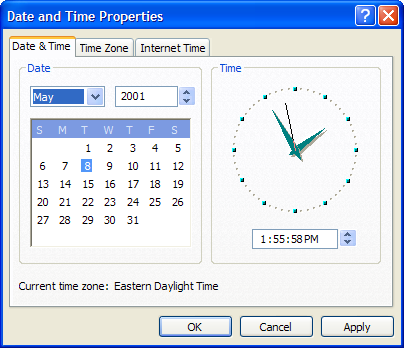 Date and Time Properties
Date & Time Time Zone Internet Time
Date
May 2001
S M T W T F S
1 2 3 4 5
6 7 8 9 10 11 12
13 14 15 16 17 18 19
20 21 22 23 24 25 26
27 28 29 30 31
Time
1:55:58 PM
Current time zone: Eastern Daylight Time
OK Cancel Apply